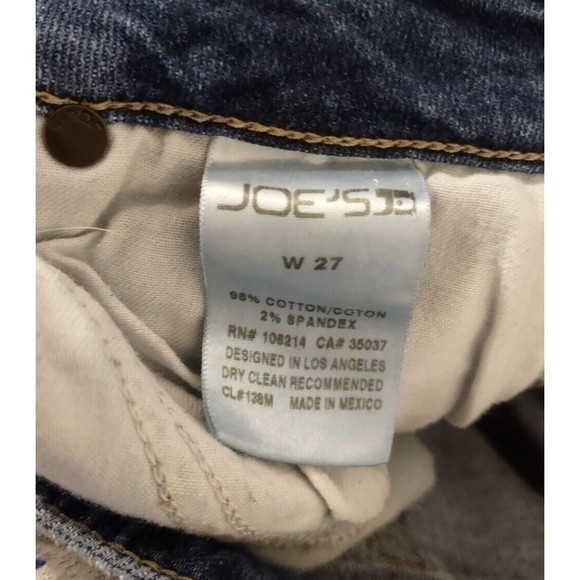 JOE'S
W 27
98% COTTON/COTON
2% SPANDEX
RN# 106214 CA# 35037
DESIGNED IN LOS ANGELES
DRY CLEAN RECOMMENDED
CL#138M MADE IN MEXICO